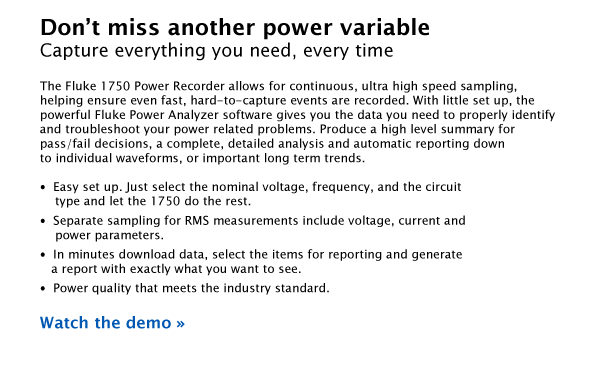 Don't miss another power variable
Capture everything you need, every time
The Fluke 1750 Power Recorder allows for continuous, ultra high speed sampling,
helping ensure even fast, hard-to-capture events are recorded. With little set up, the
powerful Fluke Power Analyzer software gives you the data you need to properly identify
and troubleshoot your power related problems. Produce a high level summary for
pass/fail decisions, a complete, detailed analysis and automatic reporting down
to individual waveforms, or important long term trends.
• Easy set up. Just select the nominal voltage, frequency, and the circuit
type and let the 1750 do the rest.
• Separate sampling for RMS measurements include voltage, current and
power parameters.
• In minutes download data, select the items for reporting and generate
a report with exactly what you want to see.
• Power quality that meets the industry standard.
Watch the demo »